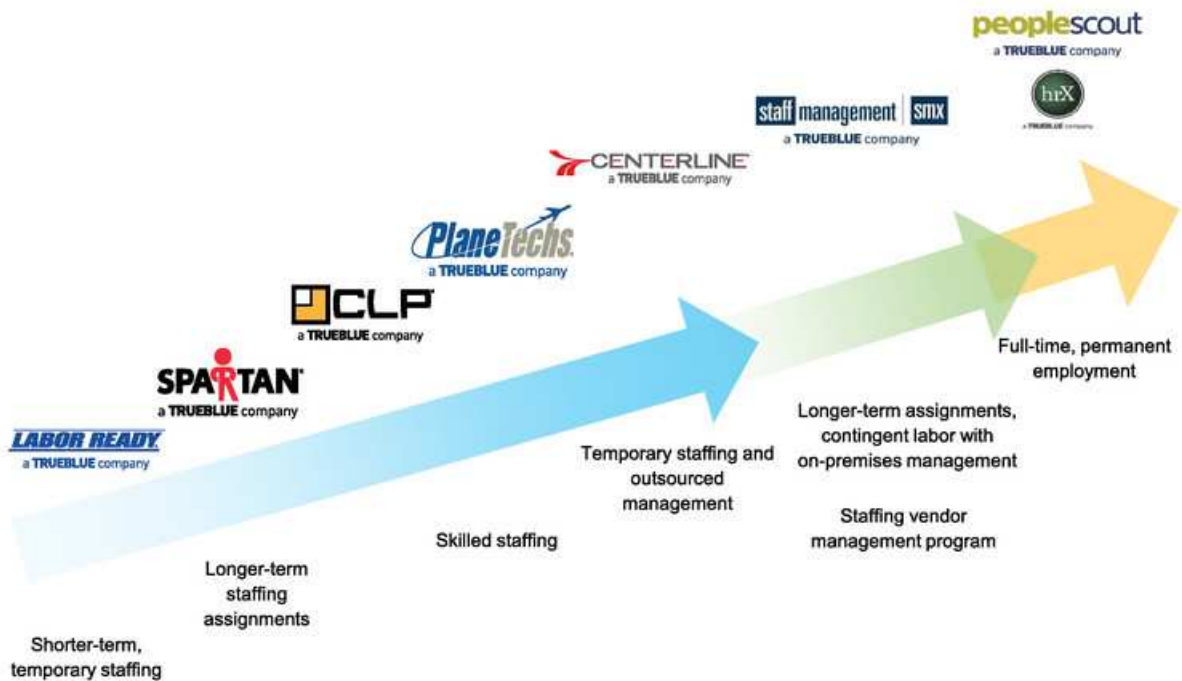 peoplescout
a TRUEBLUE company
hrX
a TRUEBLUE company
staff management | smx
a TRUEBLUE company
CENTERLINE
a TRUEBLUE company
PlaneTechs
a TRUEBLUE company
CLP
a TRUEBLUE company
SPARTAN
a TRUEBLUE company
LABOR READY
a TRUEBLUE company
Shorter-term,
temporary staffing
Longer-term
staffing
assignments
Skilled staffing
Temporary staffing and
outsourced
management
Longer-term assignments,
contingent labor with
on-premises management
Staffing vendor
management program
Full-time, permanent
employment